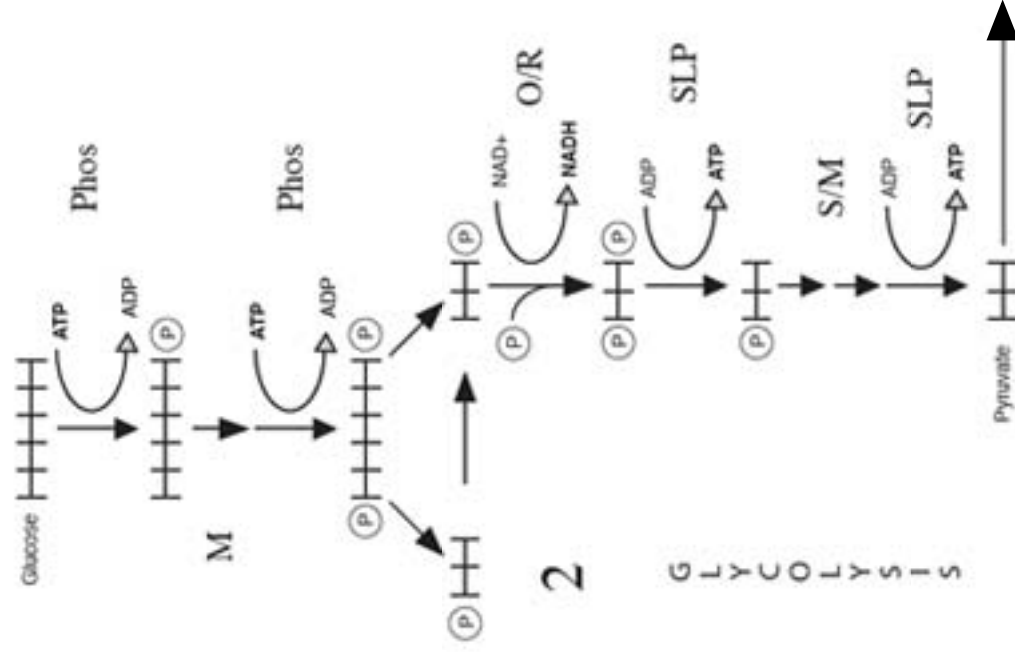 Glucose
ATP
ADP
Phos
P
M
ATP
ADP
Phos
P
P
P
P
2
NAD+
NADH
O/R
P
P
P
ADP
ATP
SLP
P
S/M
ADP
ATP
SLP
Pyruvate
GLYCOLYSIS